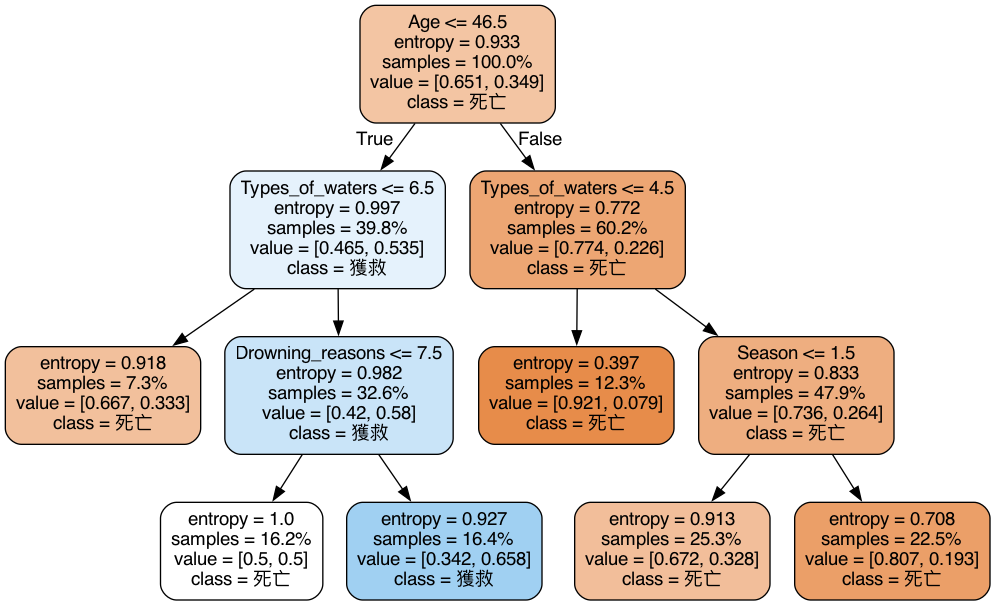 Age <= 46.5
entropy = 0.933
samples = 100.0%
value = [0.651, 0.349]
class = 死亡
True
False
Types_of_waters <= 6.5
entropy = 0.997
samples = 39.8%
value = [0.465, 0.535]
class = 獲救
Types_of_waters <= 4.5
entropy = 0.772
samples = 60.2%
value = [0.774, 0.226]
class = 死亡
entropy = 0.918
samples = 7.3%
value = [0.667, 0.333]
class = 死亡
Drowning_reasons <= 7.5
entropy = 0.982
samples = 32.6%
value = [0.42, 0.58]
class = 獲救
entropy = 0.397
samples = 12.3%
value = [0.921, 0.079]
class = 死亡
Season <= 1.5
entropy = 0.833
samples = 47.9%
value = [0.736, 0.264]
class = 死亡
entropy = 1.0
samples = 16.2%
value = [0.5, 0.5]
class = 死亡
entropy = 0.927
samples = 16.4%
value = [0.342, 0.658]
class = 獲救
entropy = 0.913
samples = 25.3%
value = [0.672, 0.328]
class = 死亡
entropy = 0.708
samples = 22.5%
value = [0.807, 0.193]
class = 死亡